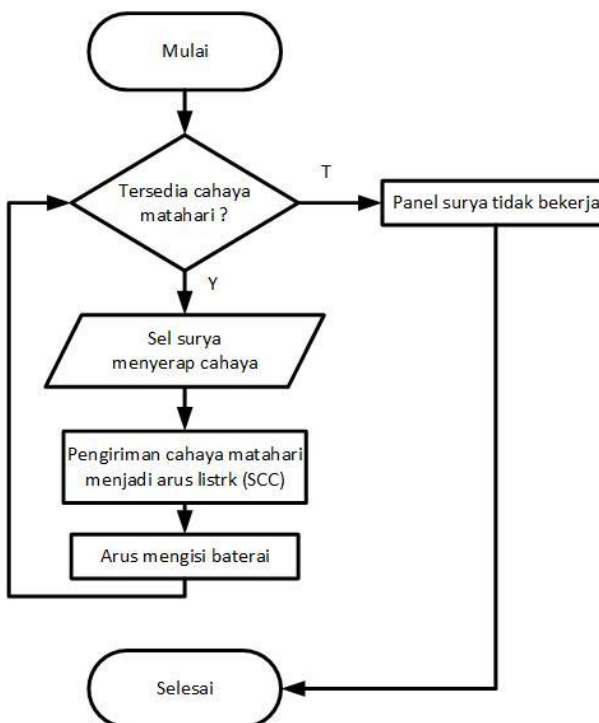 Mulai
Tersedia cahaya
matahari ?
T
Panel surya tidak bekerja
Y
Sel surya
menyerap cahaya
Pengiriman cahaya matahari
menjadi arus listrk (SCC)
Arus mengisi baterai
Selesai